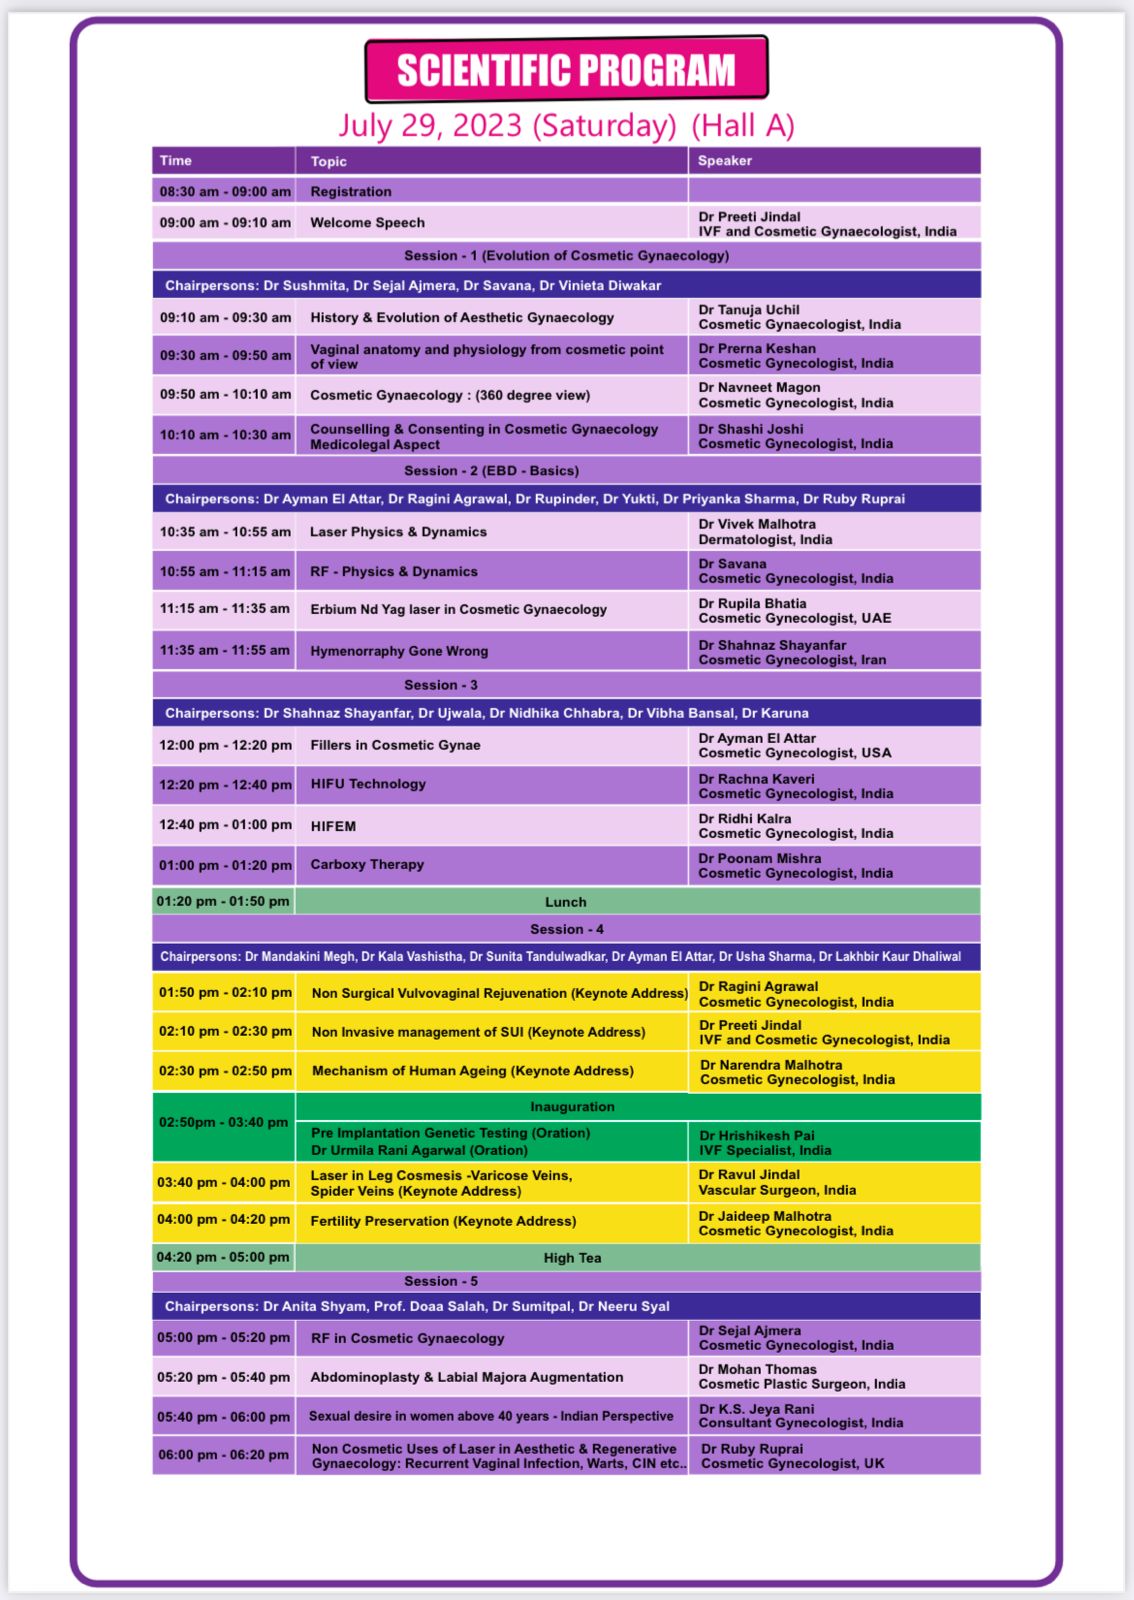 SCIENTIFIC PROGRAM
July 29, 2023 (Saturday) (Hall A)
Time Topic Speaker
08:30 am - 09:00 am Registration
09:00 am - 09:10 am Welcome Speech Dr Preeti Jindal
IVF and Cosmetic Gynaecologist, India
Session - 1 (Evolution of Cosmetic Gynaecology)
Chairpersons: Dr Sushmita, Dr Sejal Ajmera, Dr Savana, Dr Vinieta Diwakar
09:10 am - 09:30 am History & Evolution of Aesthetic Gynaecology Dr Tanuja Uchil
Cosmetic Gynaecologist, India
09:30 am - 09:50 am Vaginal anatomy and physiology from cosmetic point
of view
Dr Prerna Keshan
Cosmetic Gynecologist, India
09:50 am - 10:10 am Cosmetic Gynaecology : (360 degree view) Dr Navneet Magon
Cosmetic Gynecologist, India
10:10 am - 10:30 am Counselling & Consenting in Cosmetic Gynaecology
Medicolegal Aspect
Dr Shashi Joshi
Cosmetic Gynecologist, India
Session - 2 (EBD - Basics)
Chairpersons: Dr Ayman El Attar, Dr Ragini Agrawal, Dr Rupinder, Dr Yukti, Dr Priyanka Sharma, Dr Ruby Ruprai
10:35 am - 10:55 am Laser Physics & Dynamics Dr Vivek Malhotra
Dermatologist, India
10:55 am - 11:15 am RF - Physics & Dynamics Dr Savana
Cosmetic Gynecologist, India
11:15 am - 11:35 am Erbium Nd Yag laser in Cosmetic Gynaecology Dr Rupila Bhatia
Cosmetic Gynecologist, UAE
11:35 am - 11:55 am Hymenorraphy Gone Wrong Dr Shahnaz Shayanfar
Cosmetic Gynecologist, Iran
Session - 3
Chairpersons: Dr Shahnaz Shayanfar, Dr Ujwala, Dr Nidhika Chhabra, Dr Vibha Bansal, Dr Karuna
12:00 pm - 12:20 pm Fillers in Cosmetic Gynae Dr Ayman El Attar
Cosmetic Gynecologist, USA
12:20 pm - 12:40 pm HIFU Technology Dr Rachna Kaveri
Cosmetic Gynecologist, India
12:40 pm - 01:00 pm HIFEM Dr Ridhi Kalra
Cosmetic Gynecologist, India
01:00 pm - 01:20 pm Carboxy Therapy Dr Poonam Mishra
Cosmetic Gynecologist, India
01:20 pm - 01:50 pm Lunch
Session - 4
Chairpersons: Dr Mandakini Megh, Dr Kala Vashistha, Dr Sunita Tandulwadkar, Dr Ayman El Attar, Dr Usha Sharma, Dr Lakhbir Kaur Dhaliwal
01:50 pm - 02:10 pm Non Surgical Vulvovaginal Rejuvenation (Keynote Address) Dr Ragini Agrawal
Cosmetic Gynecologist, India
02:10 pm - 02:30 pm Non Invasive management of SUI (Keynote Address) Dr Preeti Jindal
IVF and Cosmetic Gynecologist, India
02:30 pm - 02:50 pm Mechanism of Human Ageing (Keynote Address) Dr Narendra Malhotra
Cosmetic Gynecologist, India
02:50pm - 03:40 pm Inauguration
Pre Implantation Genetic Testing (Oration)
Dr Urmila Rani Agarwal (Oration)
Dr Hrishikesh Pai
IVF Specialist, India
03:40 pm - 04:00 pm Laser in Leg Cosmesis -Varicose Veins,
Spider Veins (Keynote Address)
Dr Ravul Jindal
Vascular Surgeon, India
04:00 pm - 04:20 pm Fertility Preservation (Keynote Address) Dr Jaideep Malhotra
Cosmetic Gynecologist, India
04:20 pm - 05:00 pm High Tea
Session - 5
Chairpersons: Dr Anita Shyam, Prof. Doaa Salah, Dr Sumitpal, Dr Neeru Syal
05:00 pm - 05:20 pm RF in Cosmetic Gynaecology Dr Sejal Ajmera
Cosmetic Gynecologist, India
05:20 pm - 05:40 pm Abdominoplasty & Labial Majora Augmentation Dr Mohan Thomas
Cosmetic Plastic Surgeon, India
05:40 pm - 06:00 pm Sexual desire in women above 40 years - Indian Perspective Dr K.S. Jeya Rani
Consultant Gynecologist, India
06:00 pm - 06:20 pm Non Cosmetic Uses of Laser in Aesthetic & Regenerative
Gynaecology: Recurrent Vaginal Infection, Warts, CIN etc..
Dr Ruby Ruprai
Cosmetic Gynecologist, UK